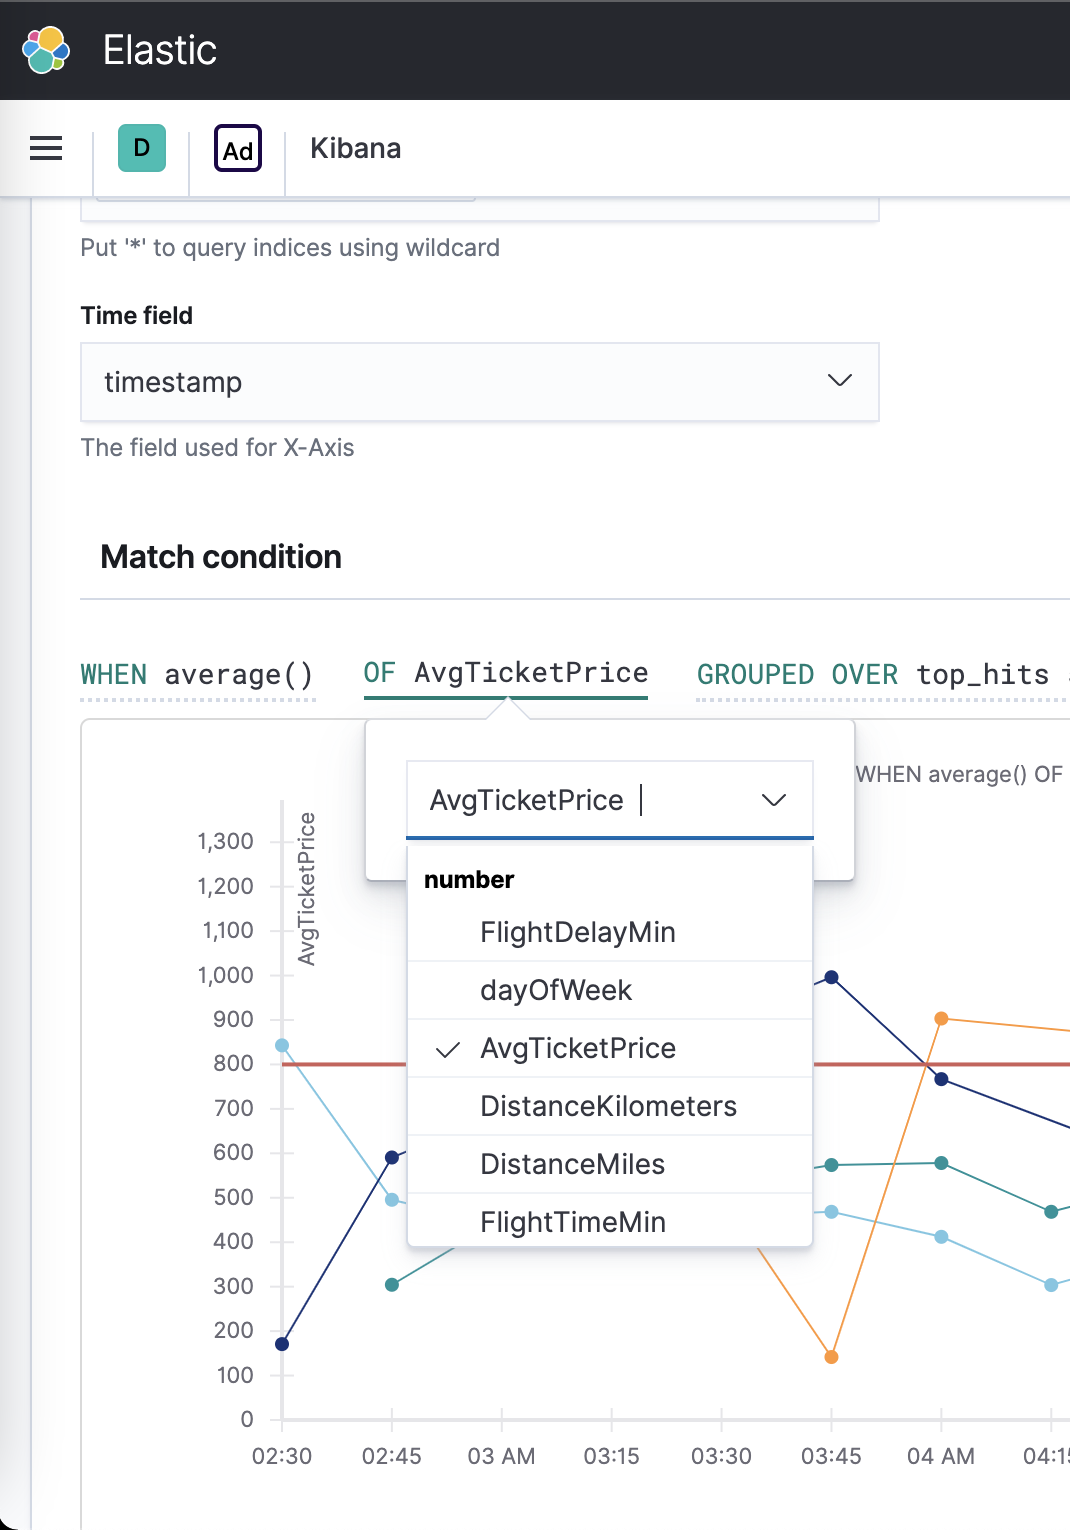 Elastic
D
Ad
Kibana
Put '*' to query indices using wildcard
Time field
timestamp
The field used for X-Axis
Match condition
WHEN average() OF AvgTicketPrice GROUPED OVER top_hits
WHEN average() OF
AvgTicketPrice
number
FlightDelayMin
dayOfWeek
AvgTicketPrice
DistanceKilometers
DistanceMiles
FlightTimeMin
AvgTicketPrice
1,300
1,200
1,100
1,000
900
800
700
600
500
400
300
200
100
0
02:30 02:45 03 AM 03:15 03:30 03:45 04 AM